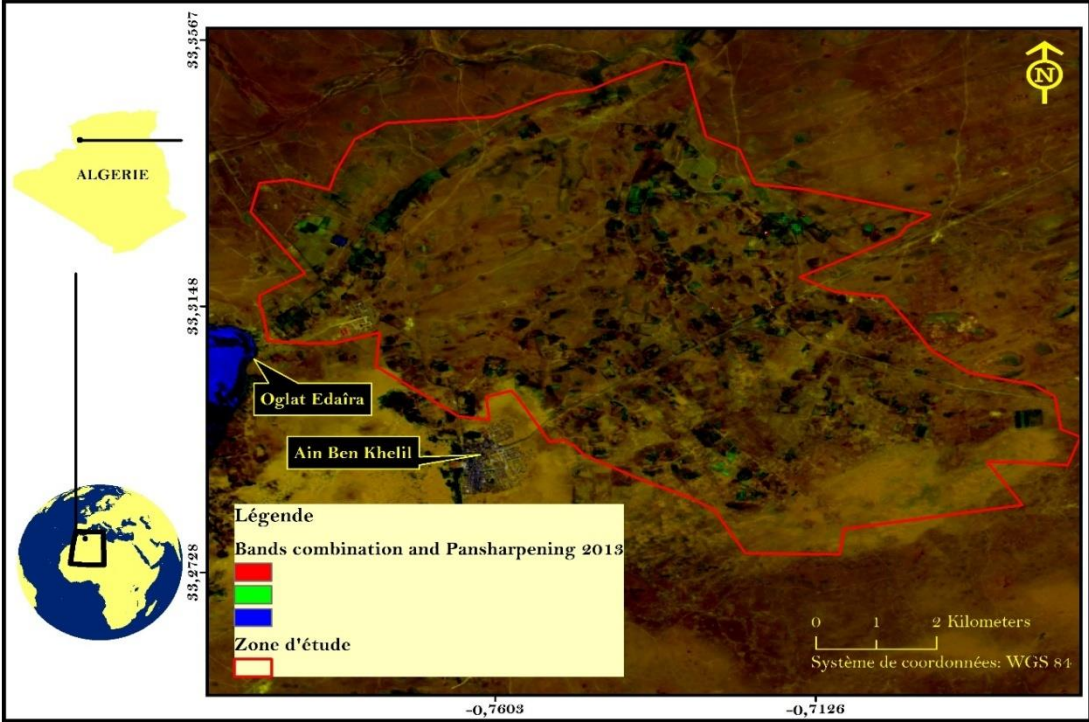 33,3567
N
ALGERIE
33,3148
Oglat Edaîra
Ain Ben Khelil
Légende
Bands combination and Pansharpening 2013
33,2728
Zone d'étude
0 1 2 Kilometers
Système de coordonnées: WGS 84
-0,7603
-0,7126